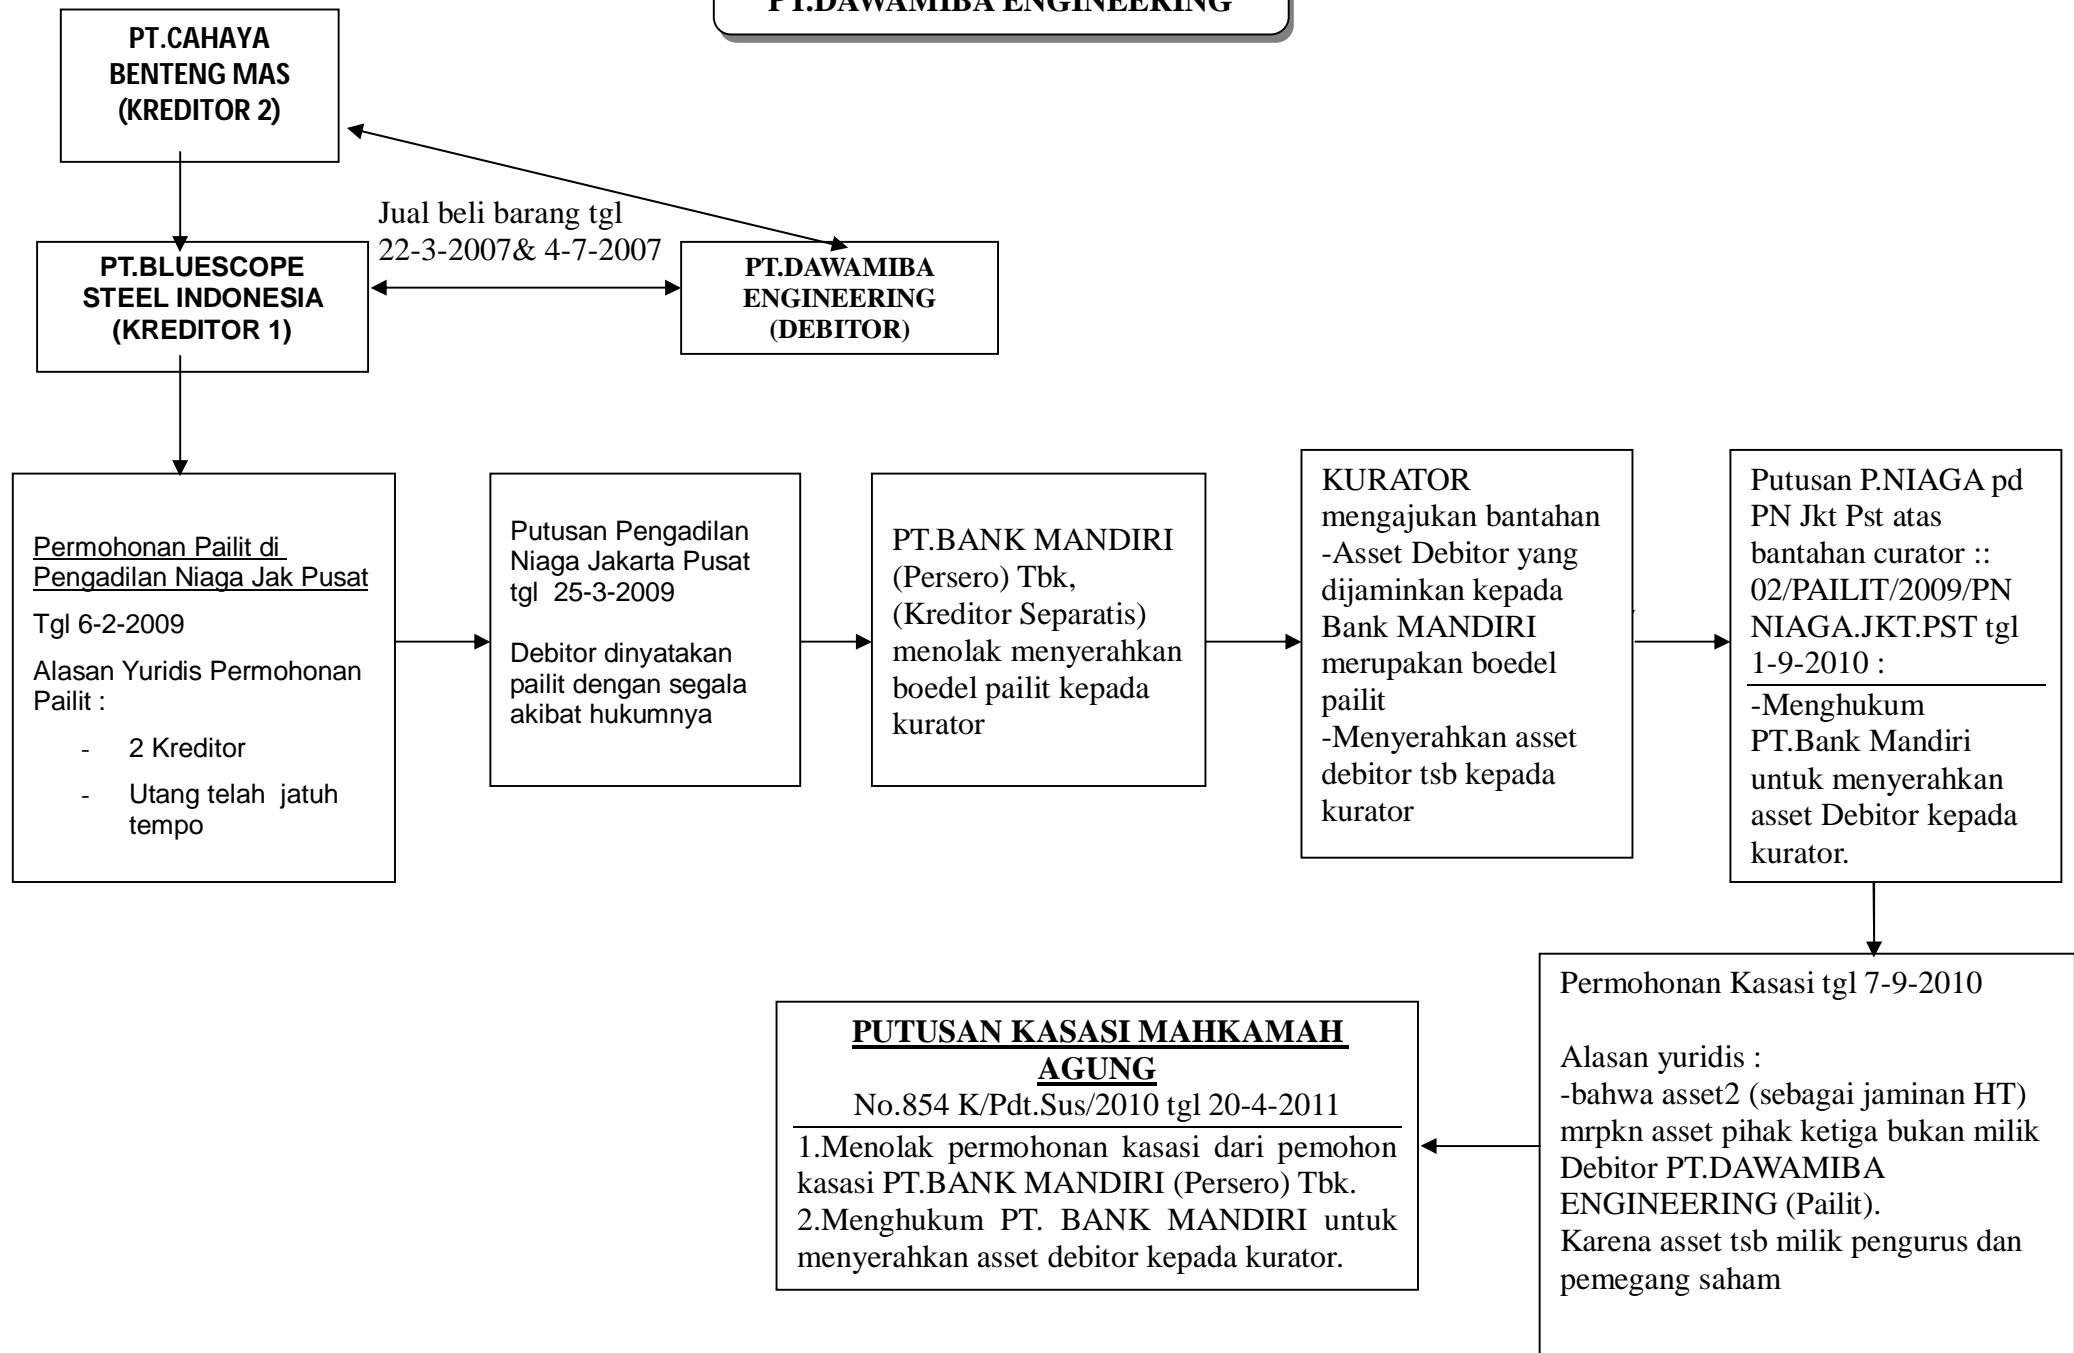 PT.DAWAMIBA ENGINEERING
PT.CAHAYA
BENTENG MAS
(KREDITOR 2)
Jual beli barang tgl
22-3-2007& 4-7-2007
PT.BLUESCOPE
STEEL INDONESIA
(KREDITOR 1)
PT.DAWAMIBA
ENGINEERING
(DEBITOR)
Permohonan Pailit di
Pengadilan Niaga Jak Pusat
Tgl 6-2-2009
Alasan Yuridis Permohonan
Pailit :
- 2 Kreditor
- Utang telah jatuh
tempo
Putusan Pengadilan
Niaga Jakarta Pusat
tgl 25-3-2009
Debitor dinyatakan
pailit dengan segala
akibat hukumnya
PT.BANK MANDIRI
(Persero) Tbk,
(Kreditor Separatis)
menolak menyerahkan
boedel pailit kepada
kurator
KURATOR
mengajukan bantahan
-Asset Debitor yang
dijaminkan kepada
Bank MANDIRI
merupakan boedel
pailit
-Menyerahkan asset
debitor tsb kepada
kurator
Putusan P.NIAGA pd
PN Jkt Pst atas
bantahan curator ::
02/PAILIT/2009/PN
NIAGA.JKT.PST tgl
1-9-2010 :
-Menghukum
PT.Bank Mandiri
untuk menyerahkan
asset Debitor kepada
kurator.
Permohonan Kasasi tgl 7-9-2010
Alasan yuridis :
-bahwa asset2 (sebagai jaminan HT)
mrpkn asset pihak ketiga bukan milik
Debitor PT.DAWAMIBA
ENGINEERING (Pailit).
Karena asset tsb milik pengurus dan
pemegang saham
PUTUSAN KASASI MAHKAMAH
AGUNG
No.854 K/Pdt.Sus/2010 tgl 20-4-2011
1.Menolak permohonan kasasi dari pemohon
kasasi PT.BANK MANDIRI (Persero) Tbk.
2.Menghukum PT. BANK MANDIRI untuk
menyerahkan asset debitor kepada kurator.